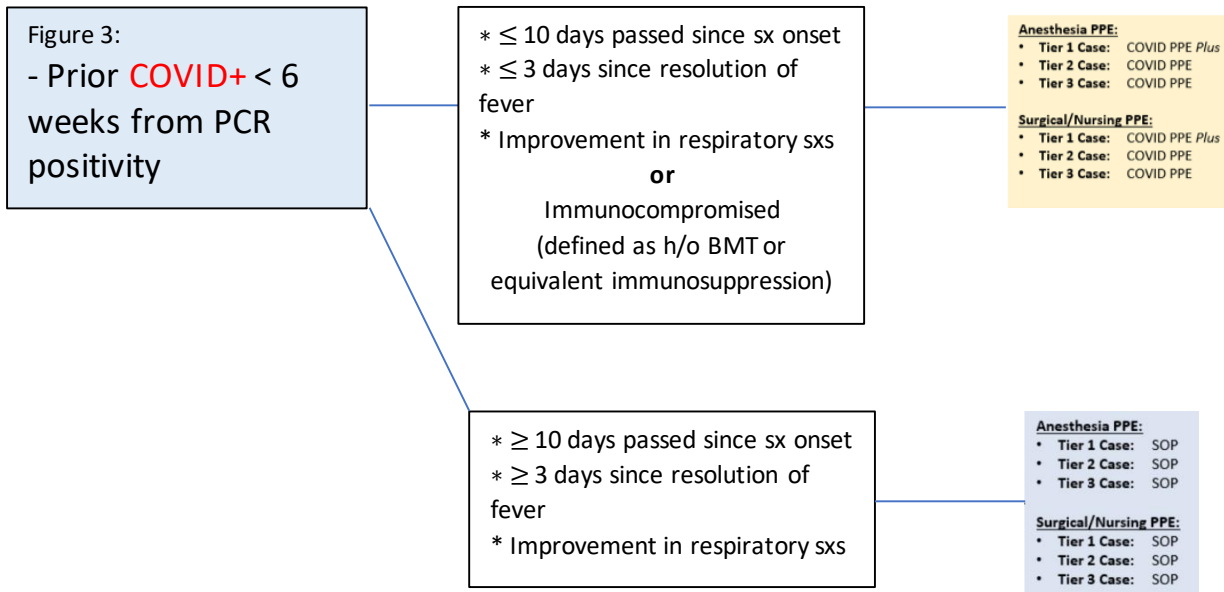 Figure 3:
- Prior COVID+ < 6
weeks from PCR
positivity
∗ ≤ 10 days passed since sx onset
∗ ≤ 3 days since resolution of
fever
* Improvement in respiratory sxs
or
Immunocompromised
(defined as h/o BMT or
equivalent immunosuppression)
Anesthesia PPE:
• Tier 1 Case: COVID PPE Plus
• Tier 2 Case: COVID PPE
• Tier 3 Case: COVID PPE
Surgical/Nursing PPE:
• Tier 1 Case: COVID PPE Plus
• Tier 2 Case: COVID PPE
• Tier 3 Case: COVID PPE
∗ ≥ 10 days passed since sx onset
∗ ≥ 3 days since resolution of
fever
* Improvement in respiratory sxs
Anesthesia PPE:
• Tier 1 Case: SOP
• Tier 2 Case: SOP
• Tier 3 Case: SOP
Surgical/Nursing PPE:
• Tier 1 Case: SOP
• Tier 2 Case: SOP
• Tier 3 Case: SOP